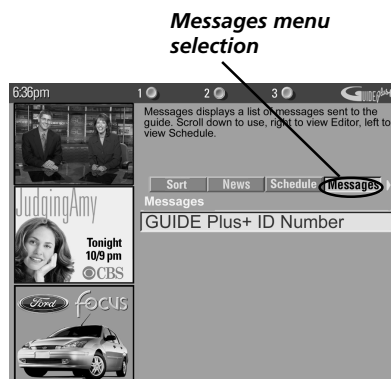 Messages menu
selection
6:36pm
1
2
3
GUIDEplus+
Messages displays a list of messages sent to the
guide. Scroll down to use, right to view Editor, left to
view Schedule.
Sort
News
Schedule
Messages
Messages
GUIDE Plus+ ID Number
JudgingAmy
Tonight
10/9 pm
CBS
Ford
focus